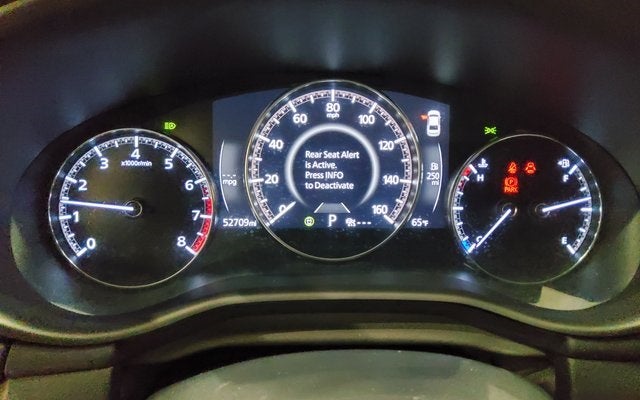 0
1
2
3
4
5
6
7
8
x1000r/min
--- mpg
52709mi
0
20
40
60
80
100
120
140
160
mph
Rear Seat Alert
is Active.
Press INFO
to Deactivate
P
---
250
mi
65°F
H
C
F
E
PARK